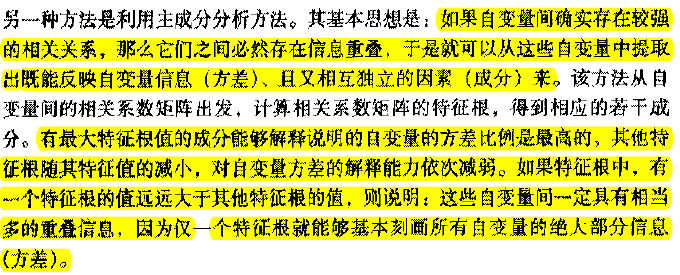 另一种方法是利用主成分分析方法。其基本思想是：如果自变量间确实存在较强
的相关关系，那么它们之间必然存在信息重叠，于是就可以从这些自变量中提取
出既能反映自变量信息（方差）、且又相互独立的因素（成分）来。该方法从自
变量间的相关系数矩阵出发，计算相关系数矩阵的特征根，得到相应的若干成
分。有最大特征根值的成分能够解释说明的自变量的方差比例是最高的，其他特
征根随其特征值的减小，对自变量方差的解释能力依次减弱。如果特征根中，有
一个特征根的值远远大于其他特征根的值，则说明：这些自变量间一定具有相当
多的重叠信息，因为仅一个特征根就能够基本刻画所有自变量的绝大部分信息
（方差）。